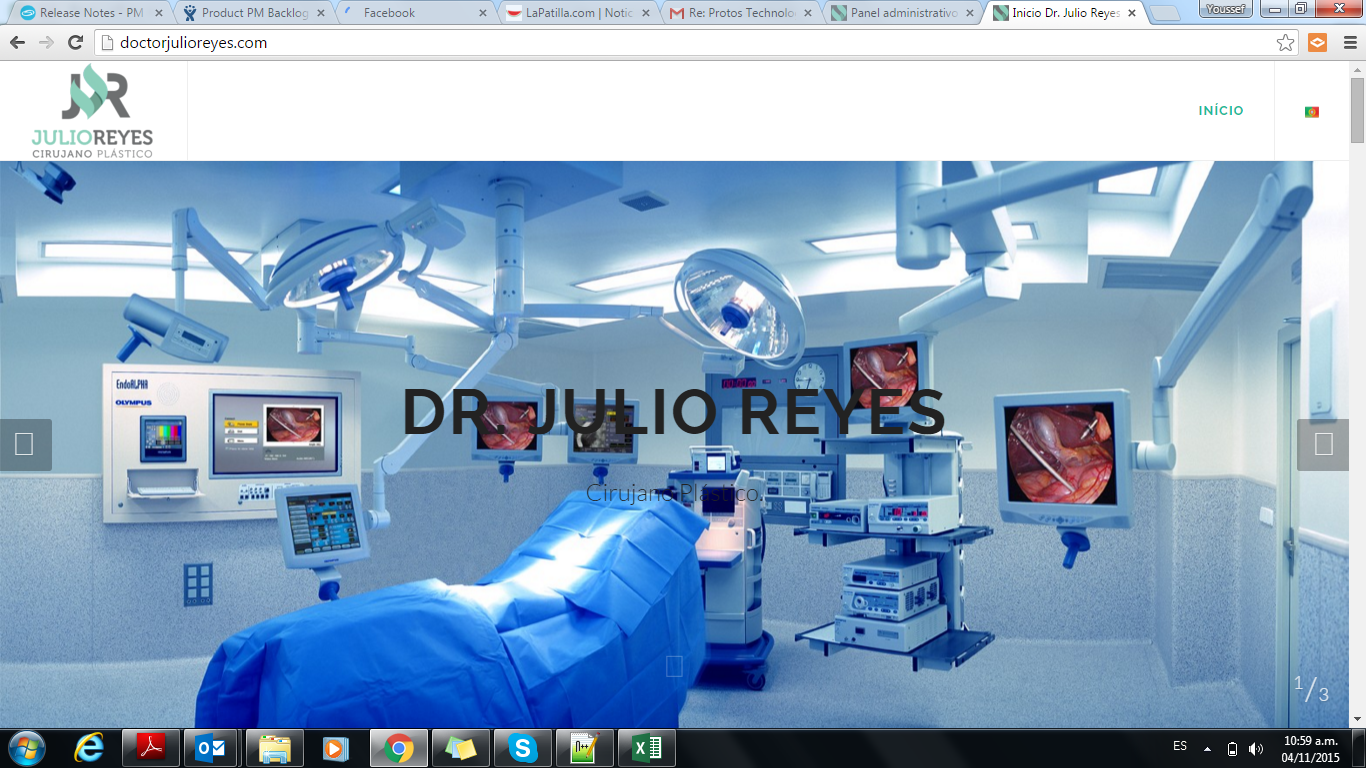 Release Notes - PM
Product PM Backlog
Facebook
LaPatilla.com | Notic
Re: Protos Technolo
Panel administrativo
Inicio Dr. Julio Reyes
Youssef
doctorjulioreyes.com
JR
JULIOREYES
CIRUJANO PLÁSTICO
INÍCIO
EndoALPHA
OLYMPUS
DR. JULIO REYES
Cirujano Plástico.
1/3
ES
10:59 a.m.
04/11/2015